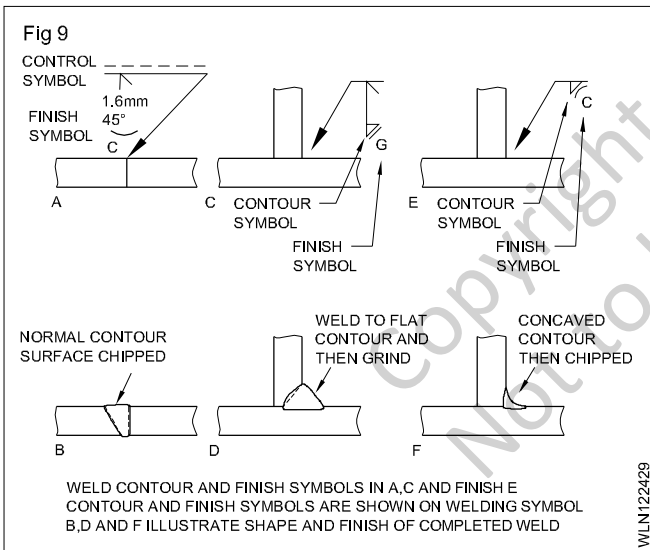 Fig 9
CONTROL
SYMBOL
1.6mm
45°
FINISH
SYMBOL
C
A
C
G
CONTOUR
SYMBOL
FINISH
SYMBOL
E
C
CONTOUR
SYMBOL
FINISH
SYMBOL
NORMAL CONTOUR
SURFACE CHIPPED
B
WELD TO FLAT
CONTOUR AND
THEN GRIND
D
CONCAVED
CONTOUR
THEN CHIPPED
F
WELD CONTOUR AND FINISH SYMBOLS IN A,C AND FINISH E
CONTOUR AND FINISH SYMBOLS ARE SHOWN ON WELDING SYMBOL
B,D AND F ILLUSTRATE SHAPE AND FINISH OF COMPLETED WELD
WLN122429
Copyright
Not to